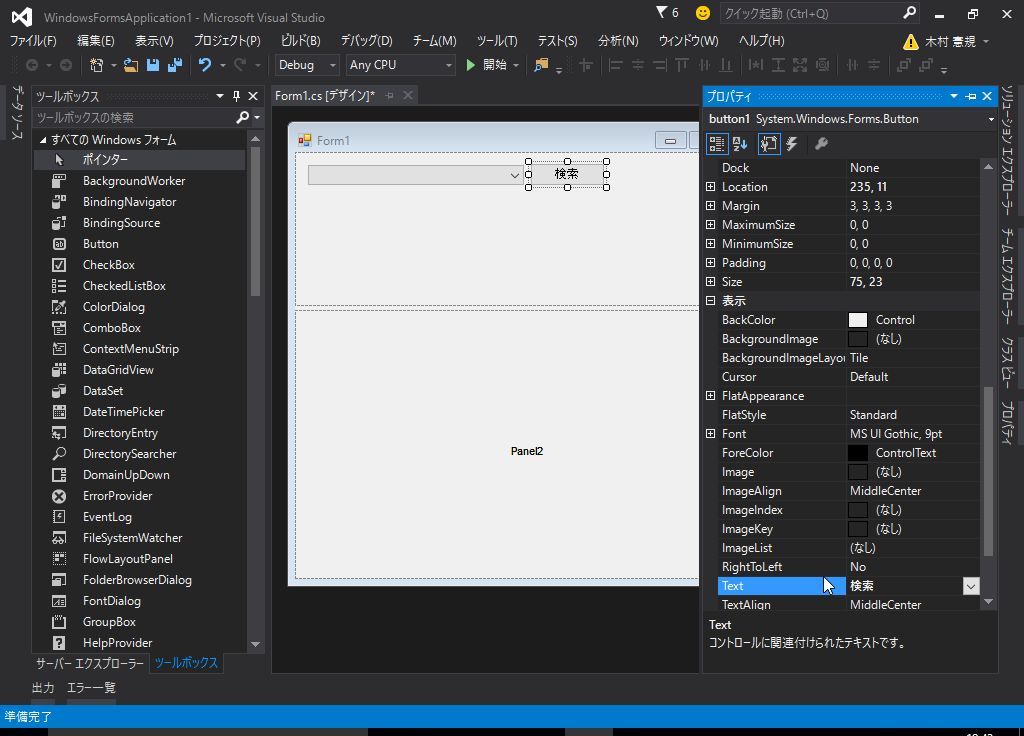 WindowsFormsApplication1 - Microsoft Visual Studio
6
クイック起動 (Ctrl+Q)
ファイル(F) 編集(E) 表示(V) プロジェクト(P) ビルド(B) デバッグ(D) チーム(M) ツール(T) テスト(S) 分析(N) ウィンドウ(W) ヘルプ(H)
木村 憲規
Debug Any CPU 開始
データ ソース
ツールボックス
ツールボックスの検索
すべての Windows フォーム
ポインター
BackgroundWorker
BindingNavigator
BindingSource
Button
CheckBox
CheckedListBox
ColorDialog
ComboBox
ContextMenuStrip
DataGridView
DataSet
DateTimePicker
DirectoryEntry
DirectorySearcher
DomainUpDown
ErrorProvider
EventLog
FileSystemWatcher
FlowLayoutPanel
FolderBrowserDialog
FontDialog
GroupBox
HelpProvider
サーバー エクスプローラー ツールボックス
Form1.cs [デザイン]*
Form1
検索
Panel2
プロパティ
button1 System.Windows.Forms.Button
Dock None
Location 235, 11
Margin 3, 3, 3, 3
MaximumSize 0, 0
MinimumSize 0, 0
Padding 0, 0, 0, 0
Size 75, 23
表示
BackColor Control
BackgroundImage (なし)
BackgroundImageLayou Tile
Cursor Default
FlatAppearance
FlatStyle Standard
Font MS UI Gothic, 9pt
ForeColor ControlText
Image (なし)
ImageAlign MiddleCenter
ImageIndex (なし)
ImageKey (なし)
ImageList (なし)
RightToLeft No
Text 検索
TextAlign MiddleCenter
Text
コントロールに関連付けられたテキストです。
ソリューション エクスプローラー
チーム エクスプローラー
クラス ビュー
プロパティ
出力 エラー一覧
準備完了